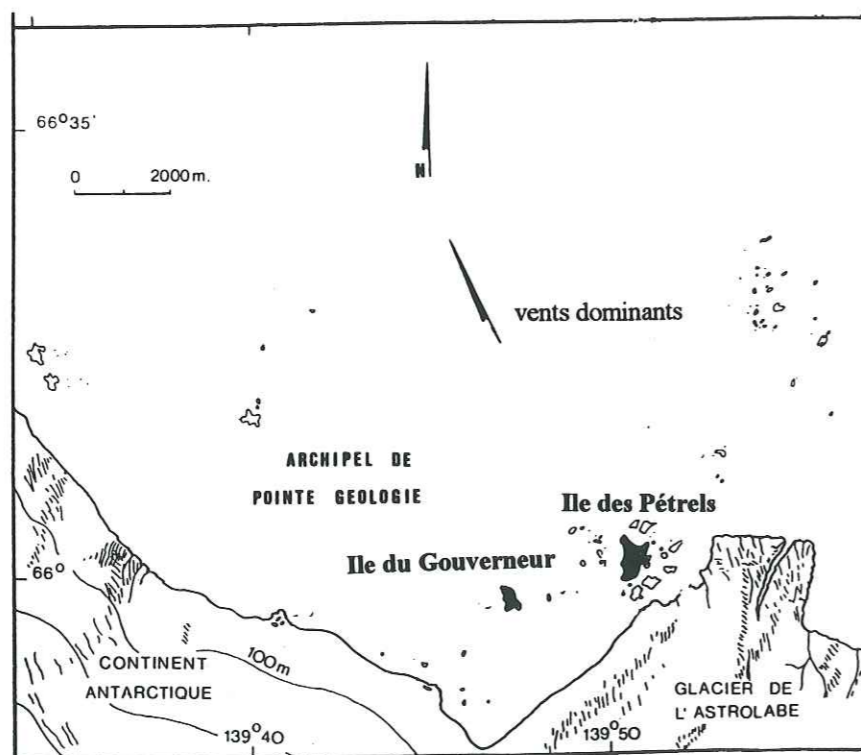 66°35'
N
0 2000m.
vents dominants
ARCHIPEL DE
POINTE GEOLOGIE
Ile des Pétrels
Ile du Gouverneur
66°
CONTINENT
ANTARCTIQUE
100m
GLACIER DE
L'ASTROLABE
139°40
139°50